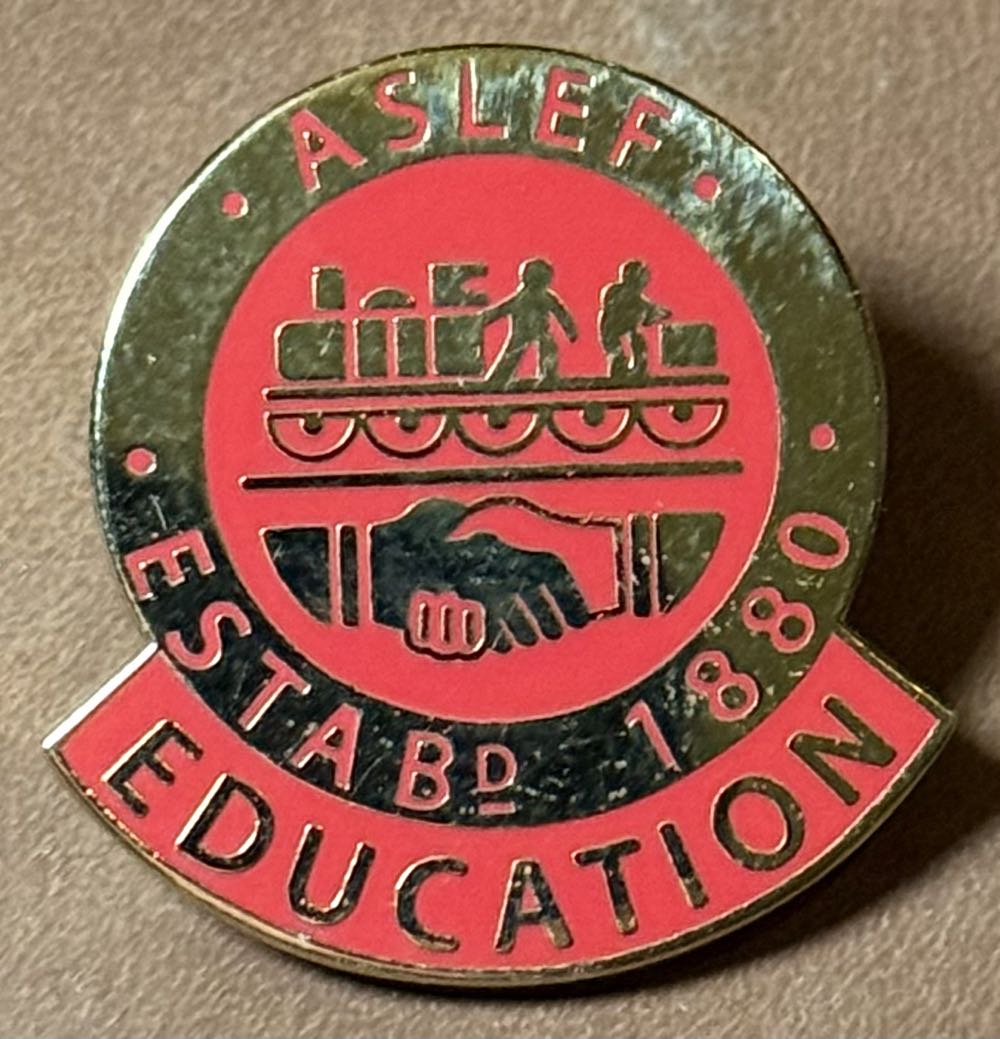 · ASLEF ·
· ESTABD 1880 ·
EDUCATION